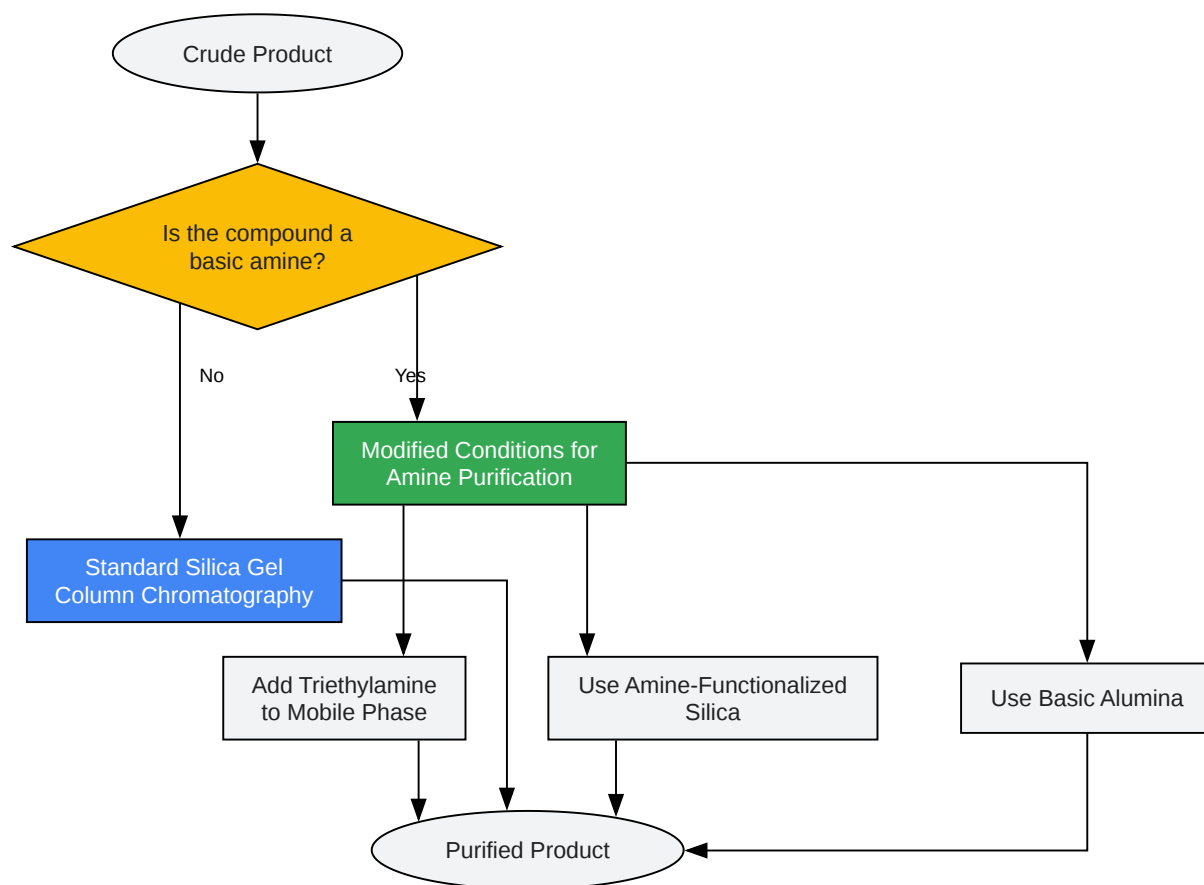 Crude Product
Is the compound a
basic amine?
No
Yes
Modified Conditions for
Amine Purification
Standard Silica Gel
Column Chromatography
Add Triethylamine
to Mobile Phase
Use Amine-Functionalized
Silica
Use Basic Alumina
Purified Product